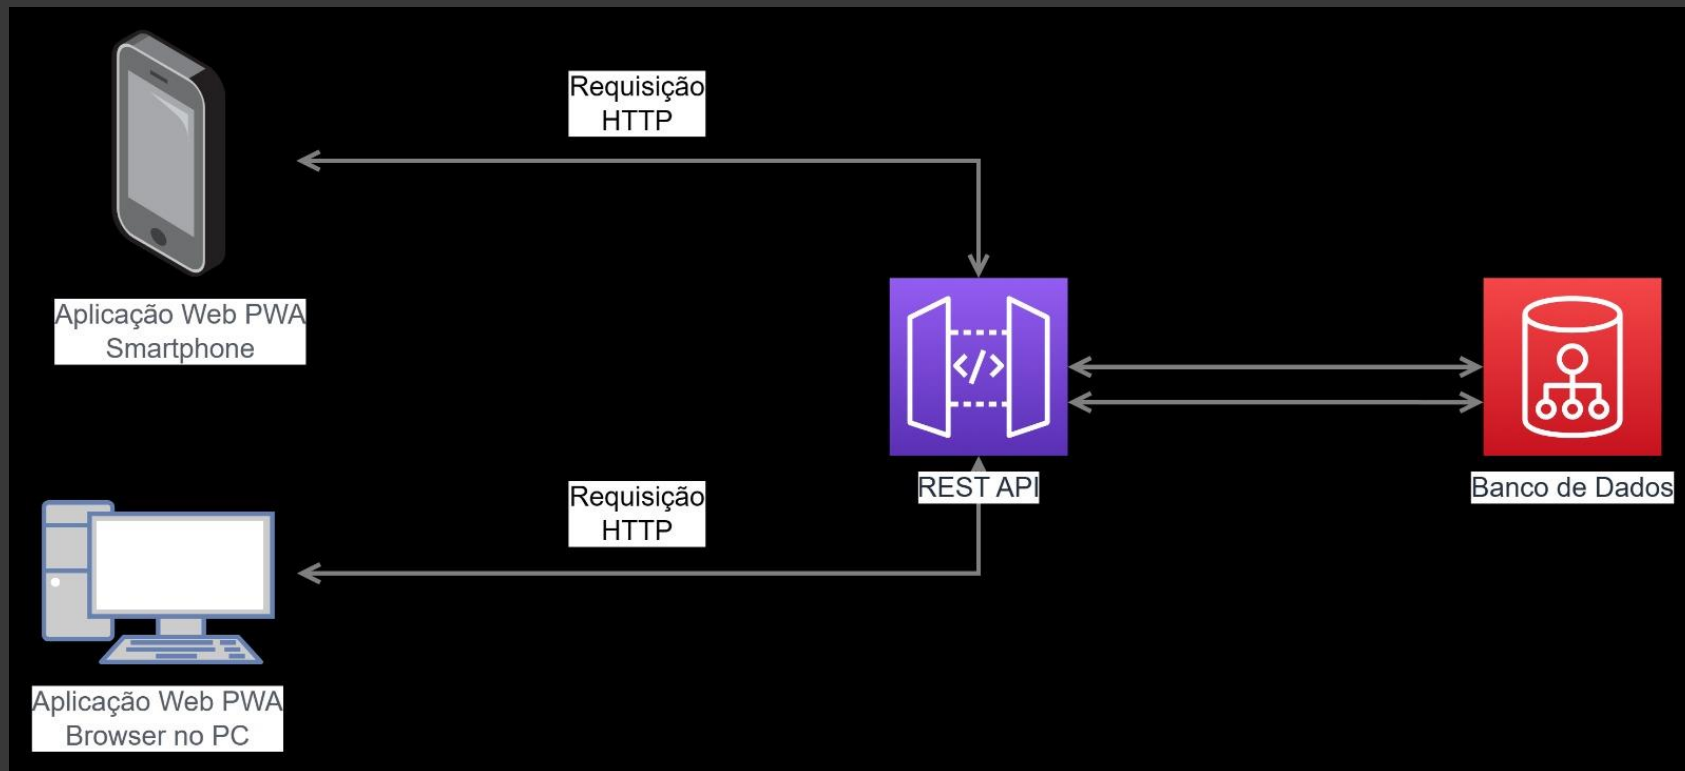 Requisição
HTTP
Aplicação Web PWA
Smartphone
</>
REST API
Banco de Dados
Requisição
HTTP
Aplicação Web PWA
Browser no PC